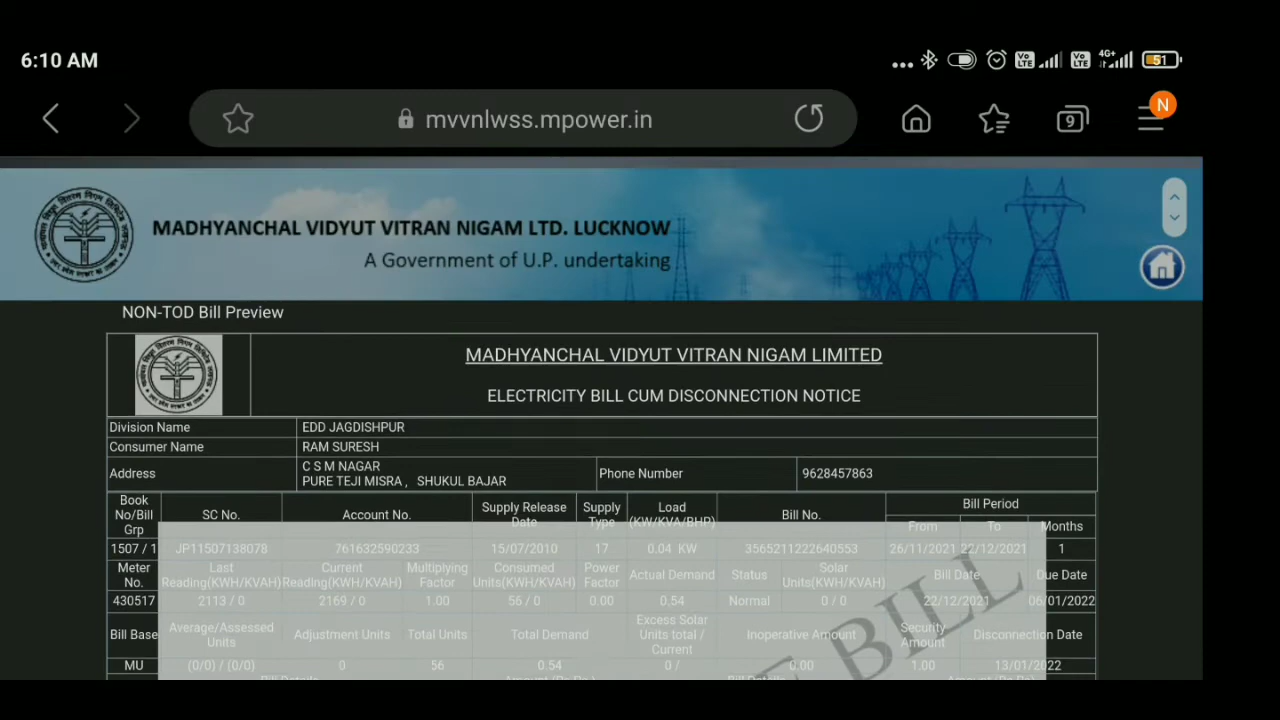 6:10 AM
4G+
51
mvvnlwss.mpower.in
9
N
MADHYANCHAL VIDYUT VITRAN NIGAM LTD. LUCKNOW
A Government of U.P. undertaking
NON-TOD Bill Preview
MADHYANCHAL VIDYUT VITRAN NIGAM LIMITED
ELECTRICITY BILL CUM DISCONNECTION NOTICE
Division Name EDD JAGDISHPUR
Consumer Name RAM SURESH
Address C S M NAGAR
PURE TEJI MISRA , SHUKUL BAJAR Phone Number 9628457863
Book No/Bill Grp SC No. Account No. Supply Release Date Supply Type Load (KW/KVA/BHP) Bill No. Bill Period
From To Months
1507 / 1 JP11507138078 761632590233 15/07/2010 17 0.04 KW 3565211222640553 26/11/2021 22/12/2021 1
Meter No. Last Reading(KWH/KVAH) Current Reading(KWH/KVAH) Multiplying Factor Consumed Units(KWH/KVAH) Power Factor Actual Demand Status Solar Units(KWH/KVAH) Bill Date Due Date
430517 2113 / 0 2169 / 0 1.00 56 / 0 0.00 0.54 Normal 0 / 0 22/12/2021 06/01/2022
Bill Base Average/Assessed Units Adjustment Units Total Units Total Demand Excess Solar Units total / Current Inoperative Amount Security Amount Disconnection Date
MU (0/0) / (0/0) 0 56 0.54 0 / 0.00 1.00 13/01/2022
BILL